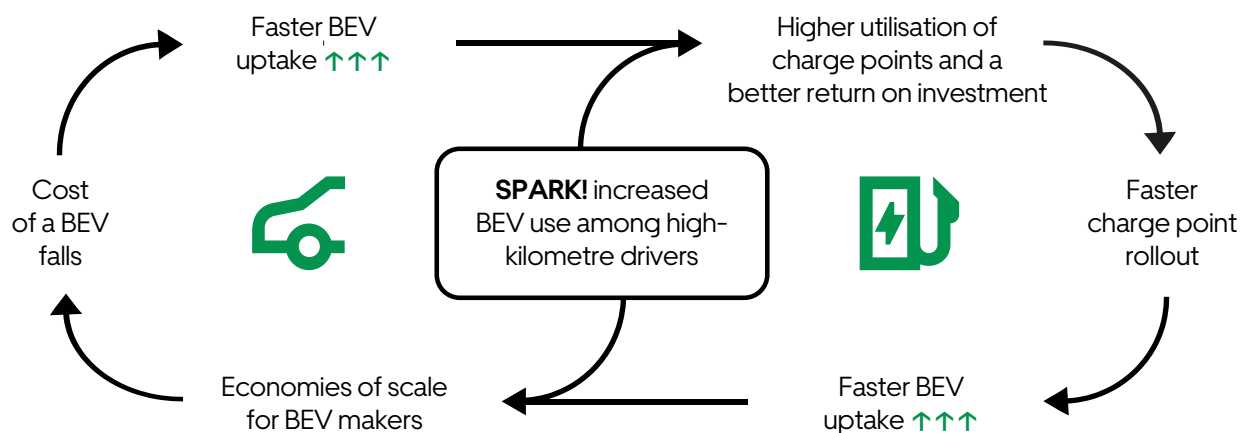 Faster BEV
uptake ↑↑↑
Higher utilisation of
charge points and a
better return on investment
Cost
of a BEV
falls
SPARK! increased
BEV use among high-
kilometre drivers
Faster
charge point
rollout
Economies of scale
for BEV makers
Faster BEV
uptake ↑↑↑